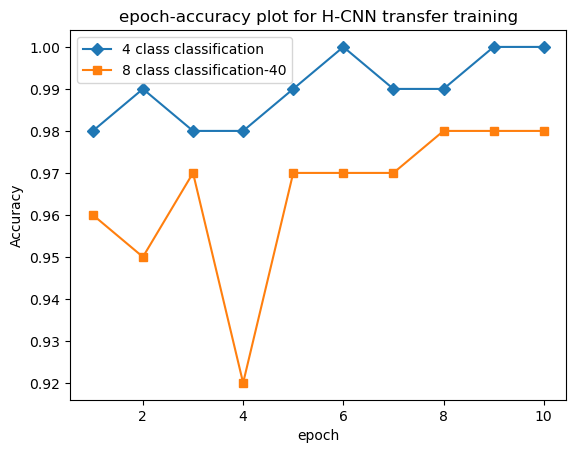 epoch-accuracy plot for H-CNN transfer training
4 class classification
8 class classification-40
Accuracy
1.00
0.99
0.98
0.97
0.96
0.95
0.94
0.93
0.92
2 4 6 8 10
epoch